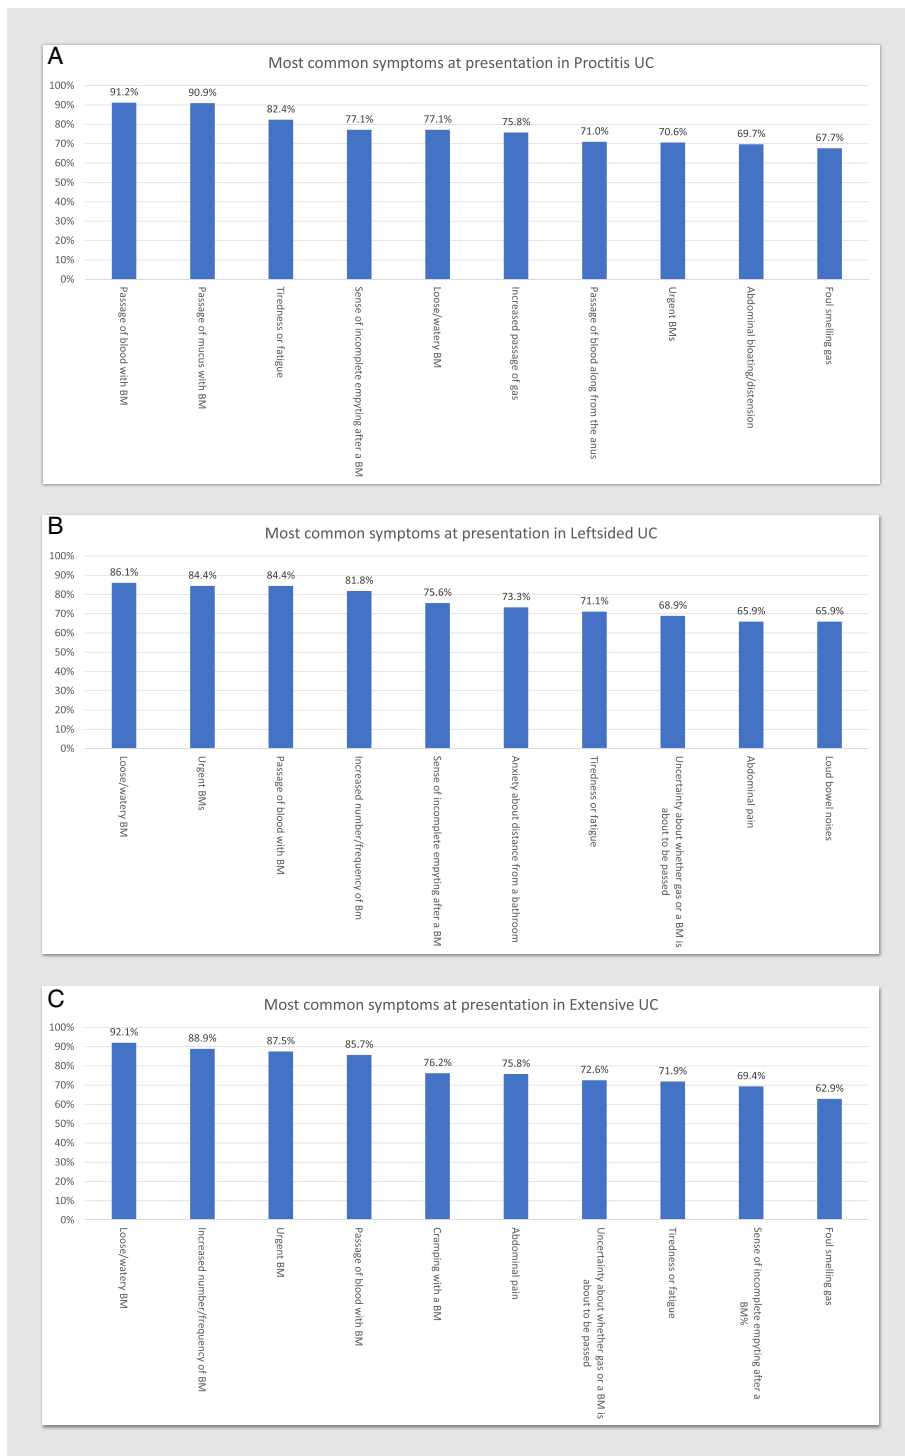 A
Most common symptoms at presentation in Proctitis UC
100%
90%
80%
70%
60%
50%
40%
30%
20%
10%
0%
91.2%
90.9%
82.4%
77.1%
77.1%
75.8%
71.0%
70.6%
69.7%
67.7%
Passage of blood with BM
Passage of mucus with BM
Tiredness or fatigue
Sense of incomplete empyting after a BM
Loose/watery BM
Increased passage of gas
Passage of blood along from the anus
Urgent BMs
Abdominal bloating/distension
Foul smelling gas
B
Most common symptoms at presentation in Leftsided UC
100%
90%
80%
70%
60%
50%
40%
30%
20%
10%
0%
86.1%
84.4%
84.4%
81.8%
75.6%
73.3%
71.1%
68.9%
65.9%
65.9%
Loose/watery BM
Urgent BMs
Passage of blood with BM
Increased number/frequency of Bm
Sense of incomplete empyting after a BM
Anxiety about distance from a bathroom
Tiredness or fatigue
Uncertainty about whether gas or a BM is
about to be passed
Abdominal pain
Loud bowel noises
C
Most common symptoms at presentation in Extensive UC
100%
90%
80%
70%
60%
50%
40%
30%
20%
10%
0%
92.1%
88.9%
87.5%
85.7%
76.2%
75.8%
72.6%
71.9%
69.4%
62.9%
Loose/watery BM
Increased number/frequency of BM
Urgent BM
Passage of blood with BM
Cramping with a BM
Abdominal pain
Uncertainty about whether gas or a BM is
about to be passed
Tiredness or fatigue
Sense of incomplete empyting after a
BM%
Foul smelling gas